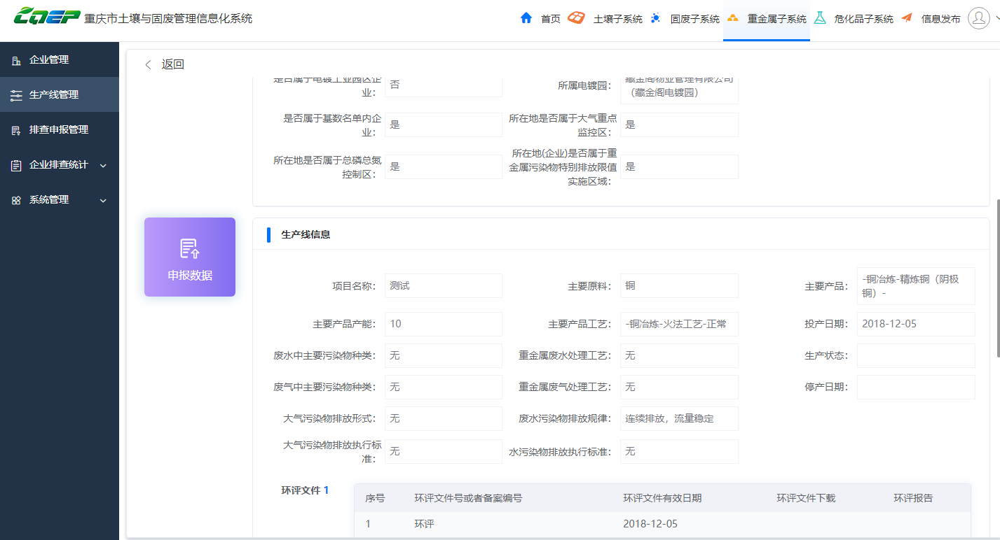 CQEP 重庆市土壤与固废管理信息化系统
首页 土壤子系统 固废子系统 重金属子系统 危化品子系统 信息发布
企业管理
生产线管理
排查申报管理
企业排查统计
系统管理
返回
是否属于电镀工业园区企业: 否
所属电镀园: 藏金阁物业管理有限公司
（藏金阁电镀园）
是否属于基数名单内企
业: 是
所在地是否属于大气重点
监控区: 是
所在地是否属于总磷总氮
控制区: 是
所在地(企业)是否属于重
金属污染物特别排放限值
实施区域: 是
申报数据
生产线信息
项目名称: 测试
主要原料: 铜
主要产品: -铜冶炼-精炼铜（阴极
铜）-
主要产品产能: 10
主要产品工艺: -铜冶炼-火法工艺-正常
投产日期: 2018-12-05
废水中主要污染物种类: 无
重金属废水处理工艺: 无
生产状态:
废气中主要污染物种类: 无
重金属废气处理工艺: 无
停产日期:
大气污染物排放形式: 无
废水污染物排放规律: 连续排放，流量稳定
大气污染物排放执行标
准: 无
水污染物排放执行标准: 无
环评文件 1
序号 环评文件号或者备案编号 环评文件有效日期 环评文件下载 环评报告
1 环评 2018-12-05